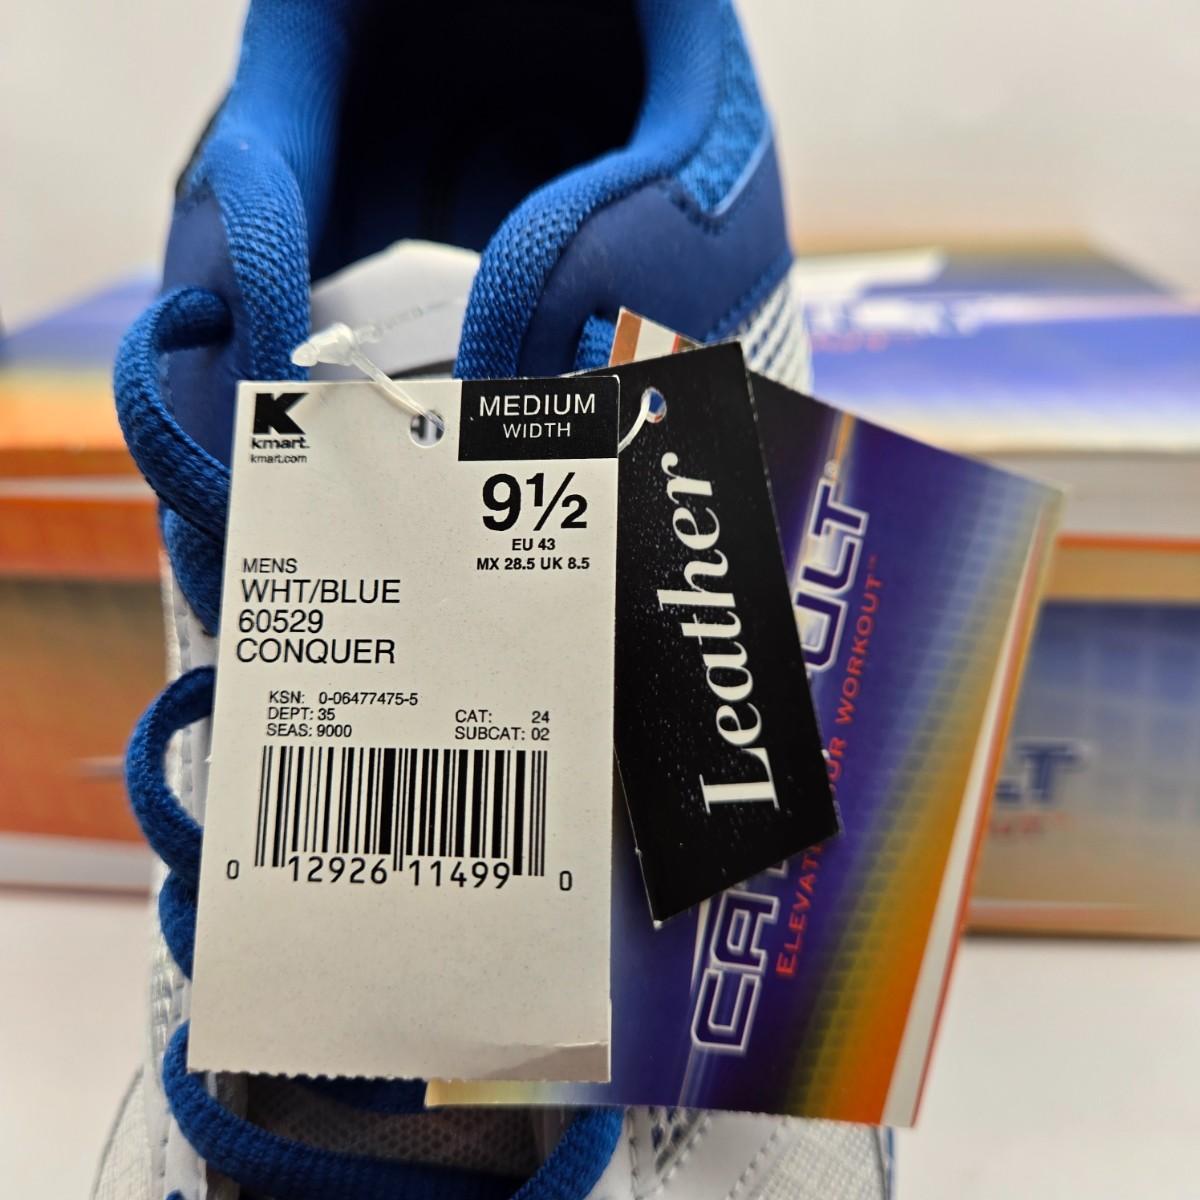 K
kmart.
kmart.com
MEDIUM
WIDTH
9½
EU 43
MX 28.5 UK 8.5
MENS
WHT/BLUE
60529
CONQUER
KSN: 0-06477475-5
DEPT: 35
CAT: 24
SEAS: 9000
SUBCAT: 02
0 12926 11499 0
Leather